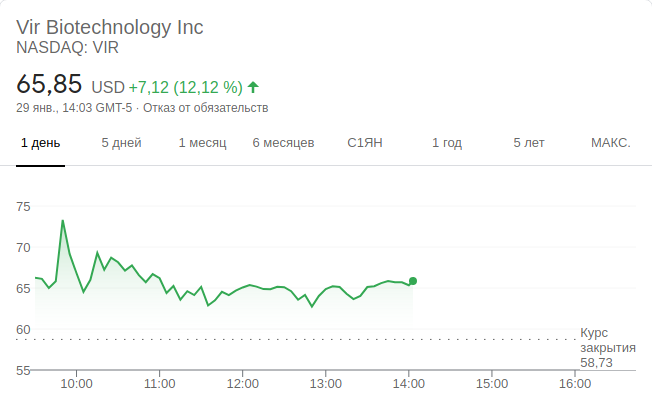 Vir Biotechnology Inc
NASDAQ: VIR
65,85 USD +7,12 (12,12 %)
29 янв., 14:03 GMT-5 · Отказ от обязательств
1 день 5 дней 1 месяц 6 месяцев С1ЯН 1 год 5 лет МАКС.
75
70
65
60
Курс
закрытия
58,73
55
10:00 11:00 12:00 13:00 14:00 15:00 16:00